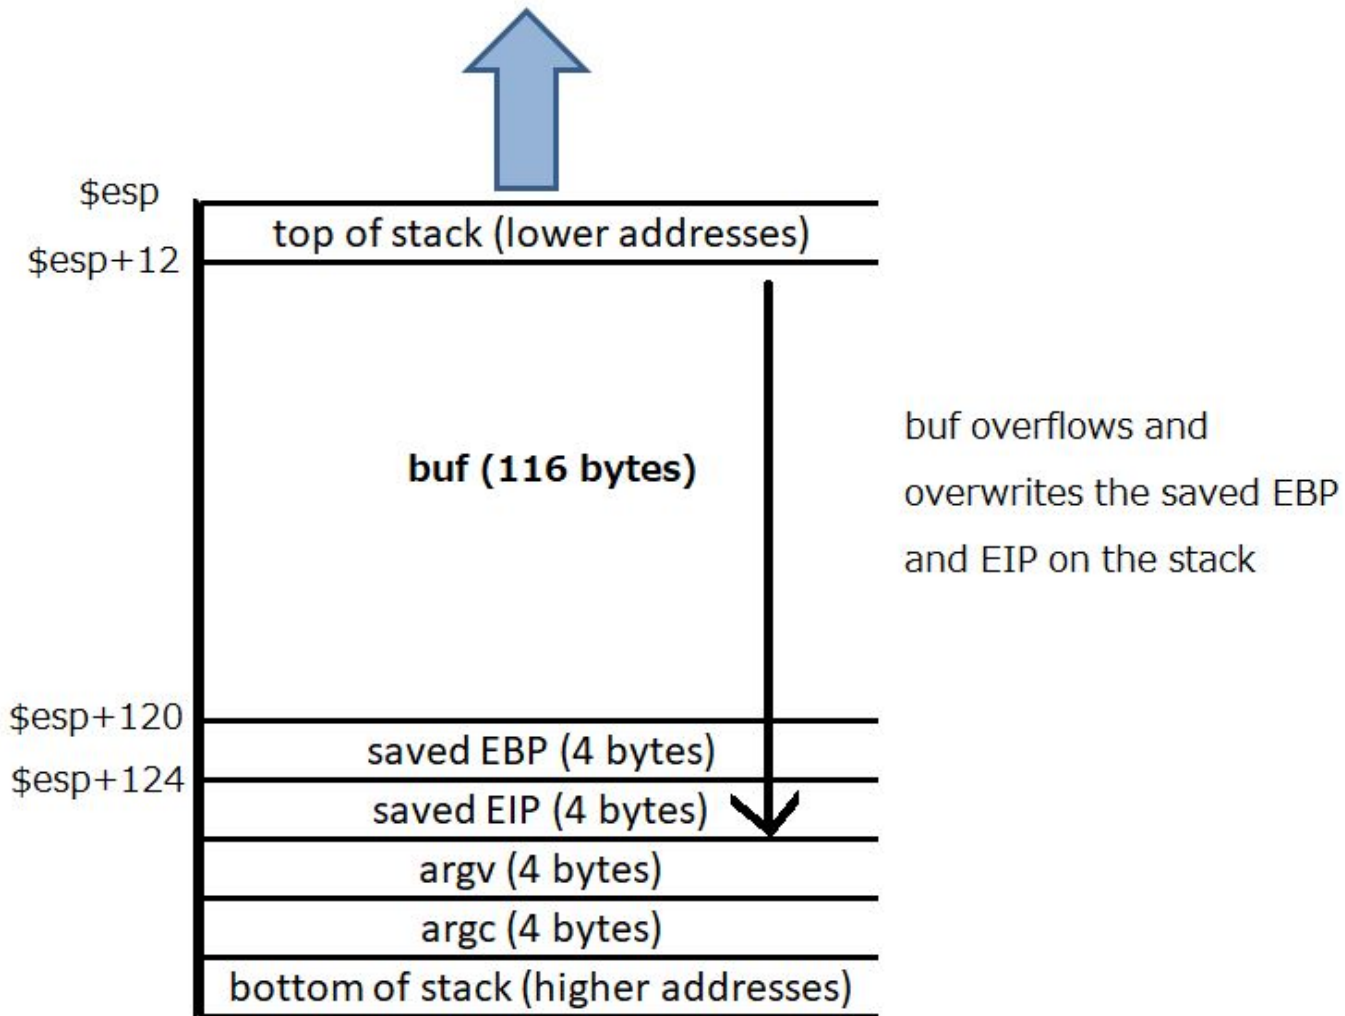 $esp
top of stack (lower addresses)
$esp+12
buf (116 bytes)
buf overflows and
overwrites the saved EBP
and EIP on the stack
$esp+120
saved EBP (4 bytes)
$esp+124
saved EIP (4 bytes)
argv (4 bytes)
argc (4 bytes)
bottom of stack (higher addresses)